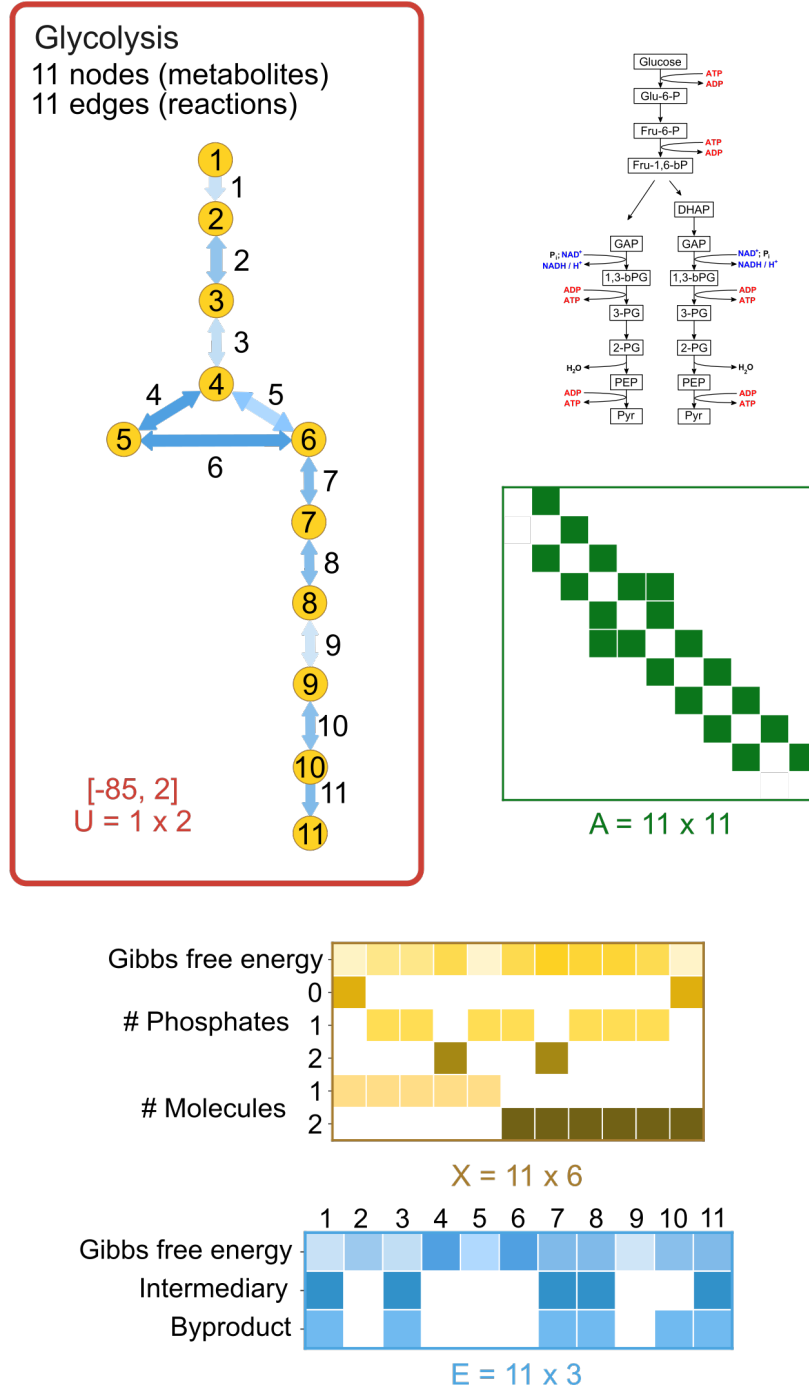 Glycolysis
11 nodes (metabolites)
11 edges (reactions)
1
1
2
2
3
3
4
4
5
5
6
6
7
7
8
8
9
9
10
10
11
11
[-85, 2]
U = 1 x 2
Glucose
ATP
ADP
Glu-6-P
Fru-6-P
ATP
ADP
Fru-1,6-bP
DHAP
GAP
GAP
Pi; NAD+
NADH / H+
NAD+; Pi
NADH / H+
1,3-bPG
1,3-bPG
ADP
ATP
ADP
ATP
3-PG
3-PG
2-PG
2-PG
H2O
H2O
PEP
PEP
ADP
ATP
ADP
ATP
Pyr
Pyr
A = 11 x 11
Gibbs free energy
0
# Phosphates
1
2
# Molecules
1
2
X = 11 x 6
1 2 3 4 5 6 7 8 9 10 11
Gibbs free energy
Intermediary
Byproduct
E = 11 x 3